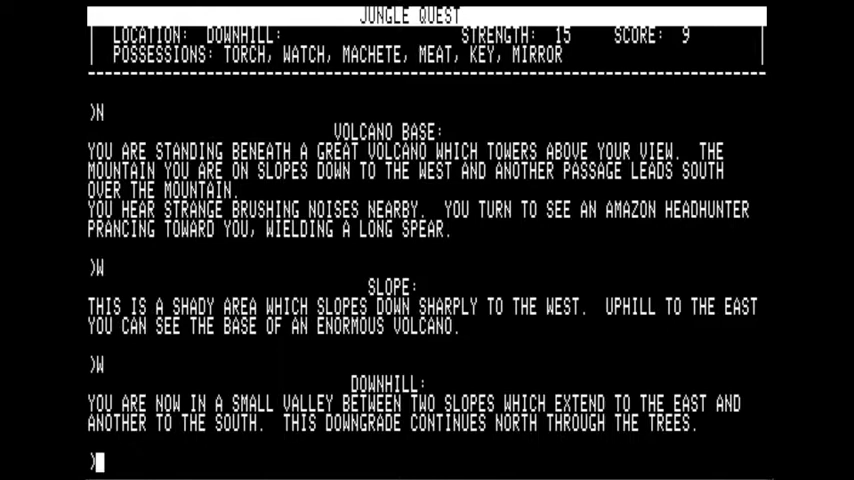 JUNGLE QUEST
LOCATION: DOWNHILL: STRENGTH: 15 SCORE: 9
POSSESSIONS: TORCH, WATCH, MACHETE, MEAT, KEY, MIRROR
>N
VOLCANO BASE:
YOU ARE STANDING BENEATH A GREAT VOLCANO WHICH TOWERS ABOVE YOUR VIEW. THE
MOUNTAIN YOU ARE ON SLOPES DOWN TO THE WEST AND ANOTHER PASSAGE LEADS SOUTH
OVER THE MOUNTAIN.
YOU HEAR STRANGE BRUSHING NOISES NEARBY. YOU TURN TO SEE AN AMAZON HEADHUNTER
PRANCING TOWARD YOU, WIELDING A LONG SPEAR.
>W
SLOPE:
THIS IS A SHADY AREA WHICH SLOPES DOWN SHARPLY TO THE WEST. UPHILL TO THE EAST
YOU CAN SEE THE BASE OF AN ENORMOUS VOLCANO.
>W
DOWNHILL:
YOU ARE NOW IN A SMALL VALLEY BETWEEN TWO SLOPES WHICH EXTEND TO THE EAST AND
ANOTHER TO THE SOUTH. THIS DOWNGRADE CONTINUES NORTH THROUGH THE TREES.
>